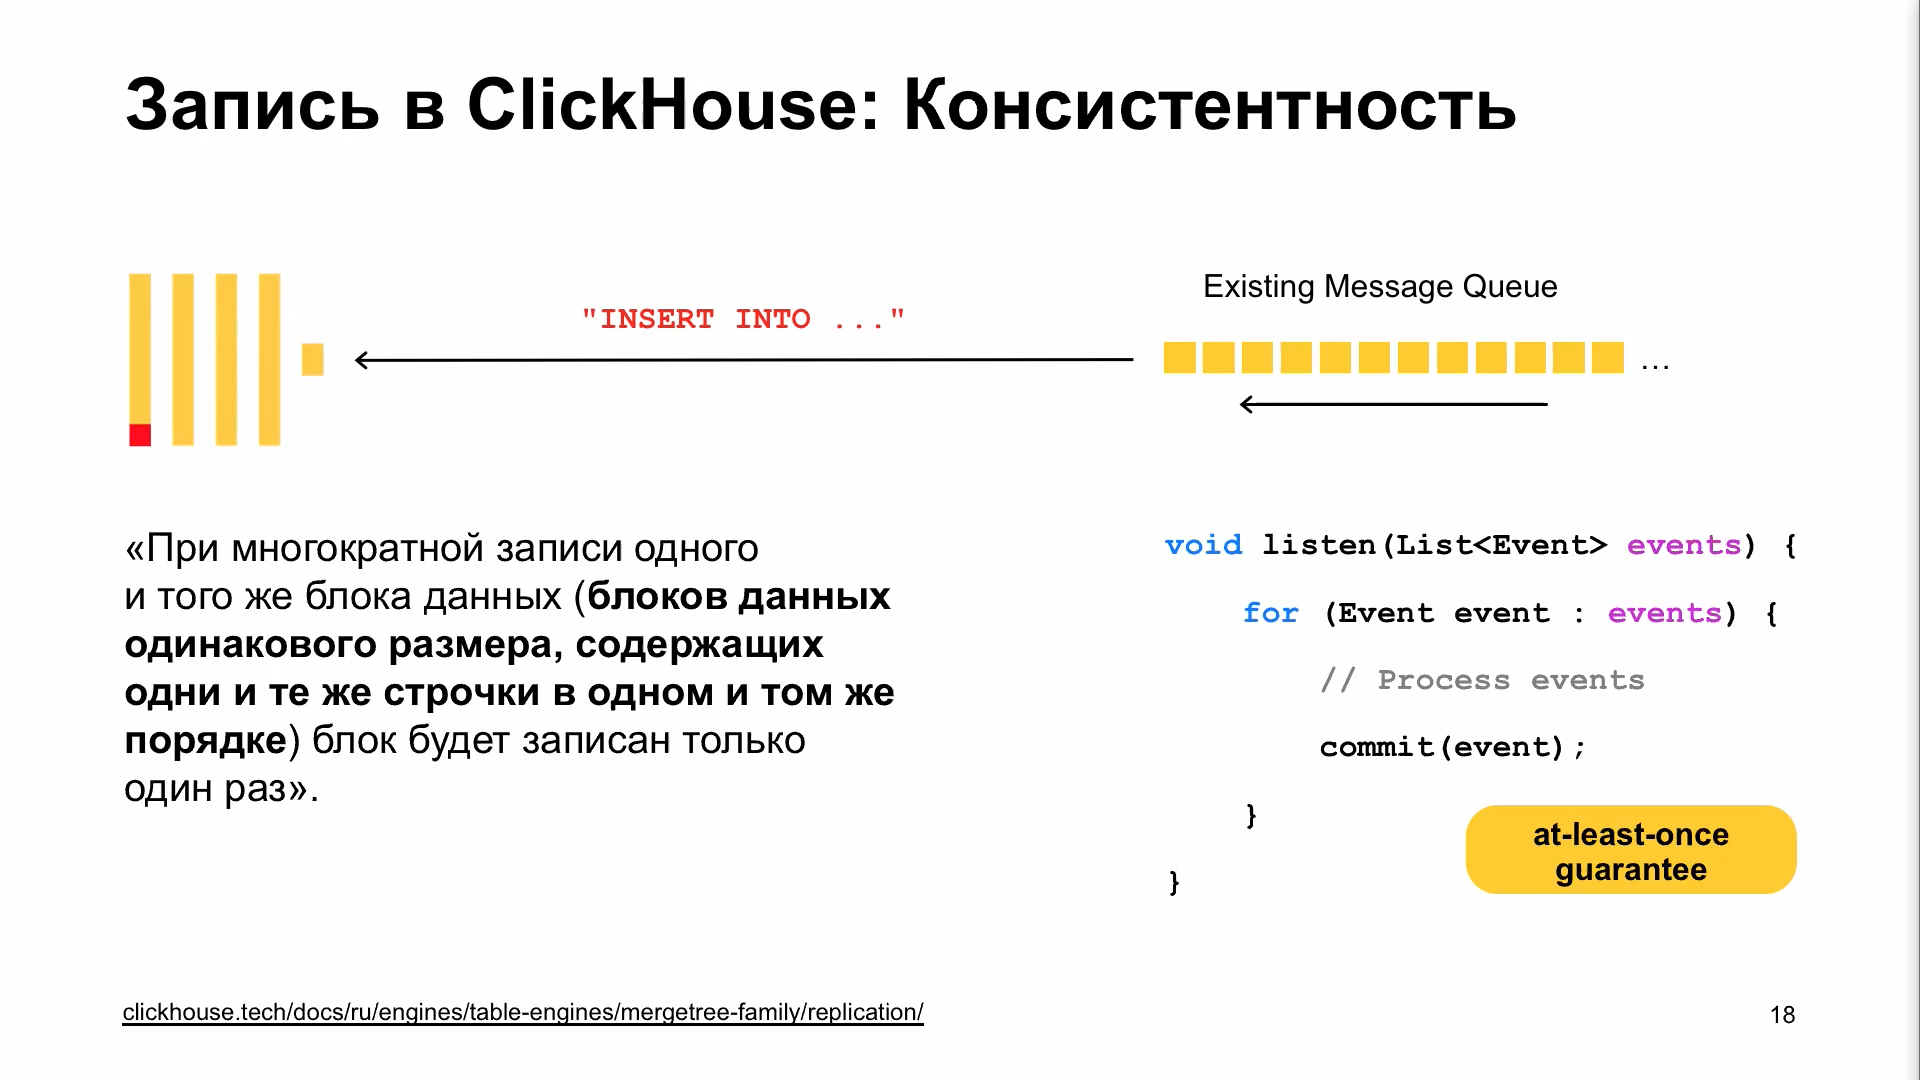 Запись в ClickHouse: Консистентность
"INSERT INTO ..."
Existing Message Queue
...
«При многократной записи одного
и того же блока данных (блоков данных
одинакового размера, содержащих
одни и те же строчки в одном и том же
порядке) блок будет записан только
один раз».
void listen(List<Event> events) {
for (Event event : events) {
// Process events
commit(event);
}
}
at-least-once
guarantee
clickhouse.tech/docs/ru/engines/table-engines/mergetree-family/replication/
18